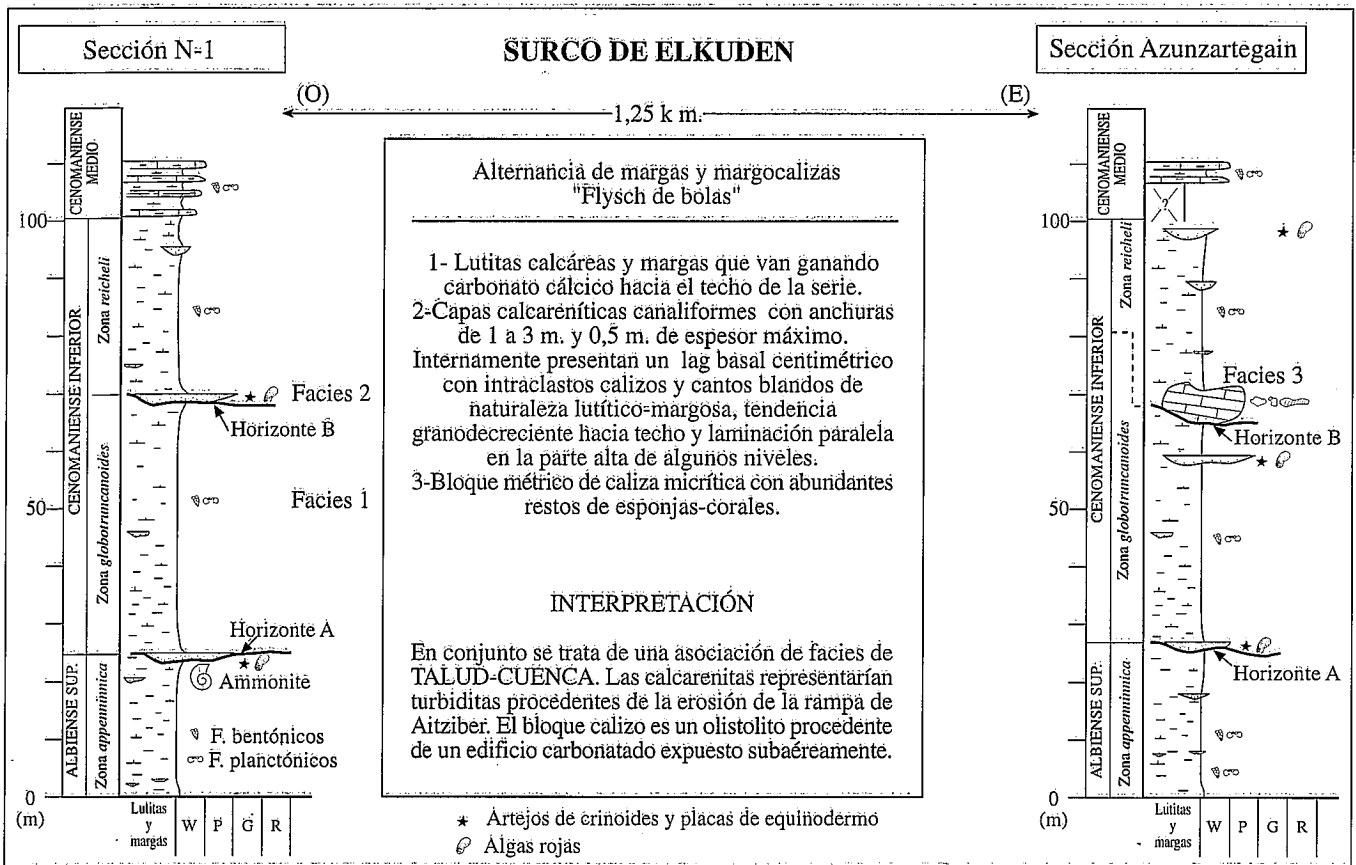 Sección N-1
SURCO DE ELKUDEN
Sección Azunzartegain
(O)
(E)
1,25 k m.
CENOMANIENSE MEDIO
CENOMANIENSE INFERIOR
ALBIENSE SUP.
Zona reicheli
Zona globotruncanoides
Zona appenninica
100
50
0
(m)
Facies 2
Horizonte B
Facies 1
Horizonte A
Ammonite
F. bentónicos
F. planctónicos
Lutitas
y
margas
W P G R
Alternancia de margas y margocalizas
"Flysch de bolas"
1- Lutitas calcáreas y margas que van ganando
carbonato cálcico hacia el techo de la serie.
2-Capas calcareníticas canaliformes con anchuras
de 1 a 3 m. y 0,5 m. de espesor máximo.
Internamente presentan un lag basal centimétrico
con intraclastos calizos y cantos blandos de
naturaleza lutítico-margosa, tendencia
granodecreciente hacia techo y laminación paralela
en la parte alta de algunos niveles.
3-Bloque métrico de caliza micrítica con abundantes
restos de esponjas-corales.
INTERPRETACIÓN
En conjunto se trata de una asociación de facies de
TALUD-CUENCA. Las calcarenitas representarían
turbiditas procedentes de la erosión de la rampa de
Aitziber. El bloque calizo es un olistolito procedente
de un edificio carbonatado expuesto subaéreamente.
Artejos de crinoides y placas de equinodermo
Algas rojas
CENOMANIENSE MEDIO
CENOMANIENSE INFERIOR
ALBIENSE SUP.
Zona reicheli
Zona globotruncanoides
Zona appenninica
100
50
0
(m)
?
Facies 3
Horizonte B
Horizonte A
Lutitas
y
margas
W P G R